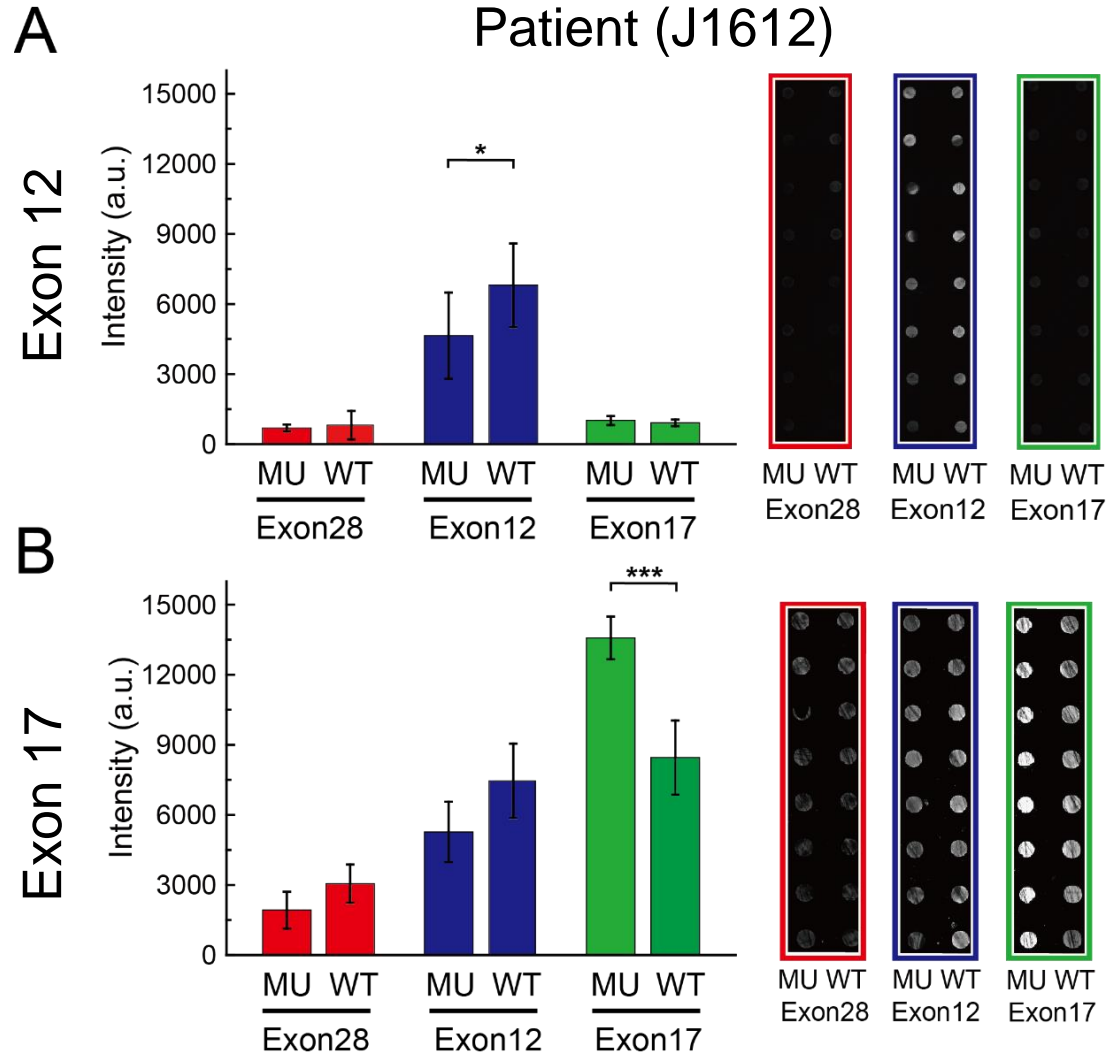 A
Patient (J1612)
Exon 12
Intensity (a.u.)
15000
12000
9000
6000
3000
0
*
MU WT MU WT MU WT
Exon28 Exon12 Exon17
MU WT MU WT MU WT
Exon28 Exon12 Exon17
B
Exon 17
Intensity (a.u.)
15000
12000
9000
6000
3000
0
***
MU WT MU WT MU WT
Exon28 Exon12 Exon17
MU WT MU WT MU WT
Exon28 Exon12 Exon17